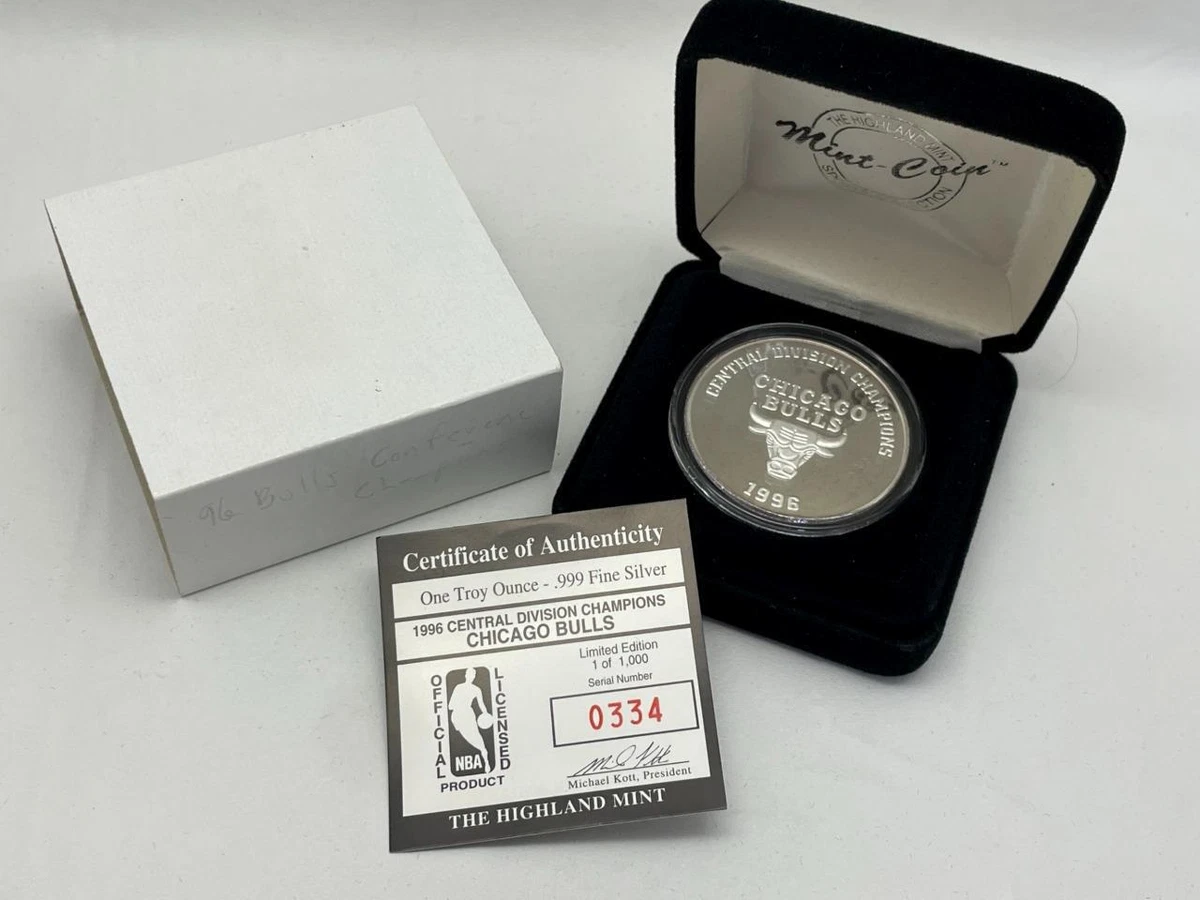 THE HIGHLAND MINT
Mint-Coin™
CENTRAL DIVISION CHAMPIONS
CHICAGO
BULLS
1996
96 Bulls Conference
Certificate of Authenticity
One Troy Ounce - .999 Fine Silver
1996 CENTRAL DIVISION CHAMPIONS
CHICAGO BULLS
OFFICIAL
LICENSED
NBA
PRODUCT
Limited Edition
1 of 1,000
Serial Number
0334
Michael Kott, President
THE HIGHLAND MINT